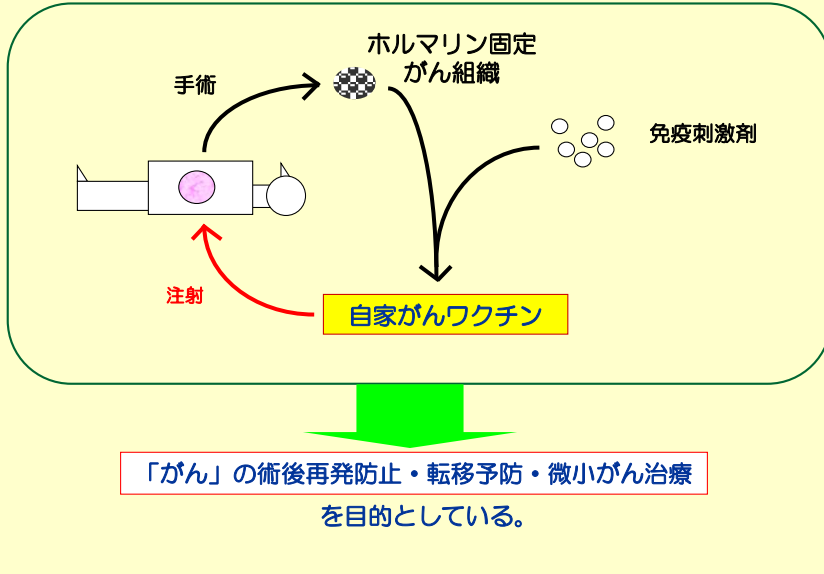 ホルマリン固定
がん組織
手術
免疫刺激剤
注射
自家がんワクチン
「がん」の術後再発防止・転移予防・微小がん治療
を目的としている。